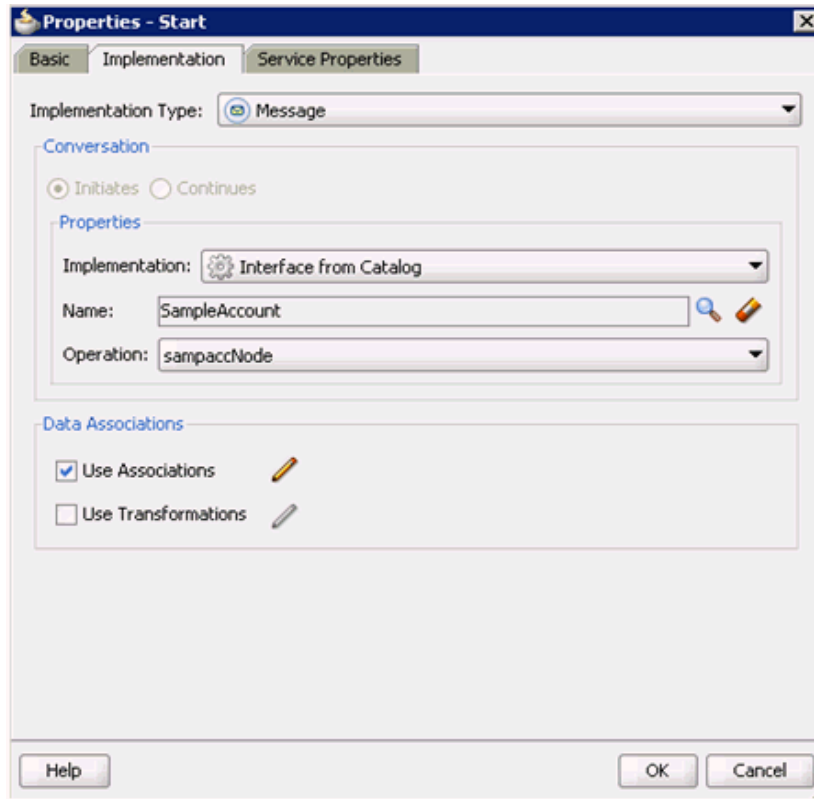 Properties - Start
Basic Implementation Service Properties
Implementation Type: Message
Conversation
Initiates Continues
Properties
Implementation: Interface from Catalog
Name: SampleAccount
Operation: sampaccNode
Data Associations
Use Associations
Use Transformations
Help OK Cancel